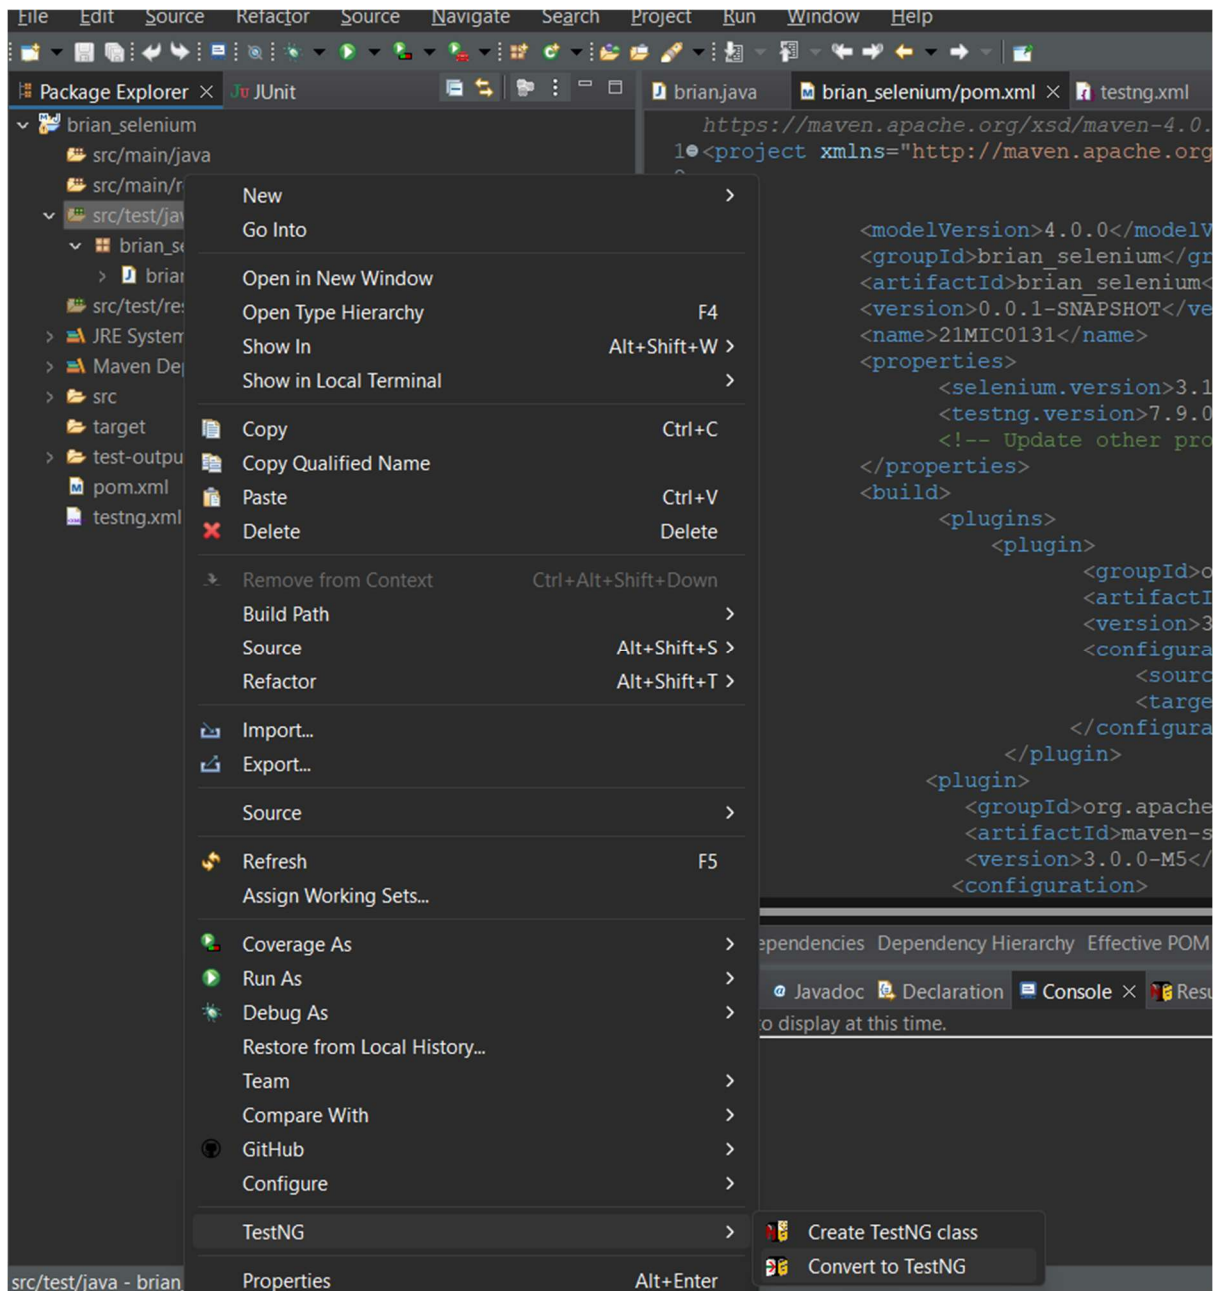 File Edit Source Refactor Source Navigate Search Project Run Window Help
Package Explorer × JUnit
brian.java brian_selenium/pom.xml × testng.xml
brian_selenium
src/main/java
src/main/r
src/test/jav
brian_se
brian
src/test/res
JRE System
Maven Dep
src
target
test-outpu
pom.xml
testng.xml
New
Go Into
Open in New Window
Open Type Hierarchy F4
Show In Alt+Shift+W
Show in Local Terminal
Copy Ctrl+C
Copy Qualified Name
Paste Ctrl+V
Delete Delete
Remove from Context Ctrl+Alt+Shift+Down
Build Path
Source Alt+Shift+S
Refactor Alt+Shift+T
Import...
Export...
Source
Refresh F5
Assign Working Sets...
Coverage As
Run As
Debug As
Restore from Local History...
Team
Compare With
GitHub
Configure
TestNG
Properties Alt+Enter
Create TestNG class
Convert to TestNG
https://maven.apache.org/xsd/maven-4.0.
1 <project xmlns="http://maven.apache.org
<modelVersion>4.0.0</modelV
<groupId>brian_selenium</gr
<artifactId>brian_selenium<
<version>0.0.1-SNAPSHOT</ve
<name>21MIC0131</name>
<properties>
<selenium.version>3.1
<testng.version>7.9.0
<!-- Update other pro
</properties>
<build>
<plugins>
<plugin>
<groupId>o
<artifactI
<version>3
<configura
<sourc
<targe
</configura
</plugin>
<plugin>
<groupId>org.apache
<artifactId>maven-s
<version>3.0.0-M5</
<configuration>
ependencies Dependency Hierarchy Effective POM
Javadoc Declaration Console × Resu
o display at this time.
src/test/java - brian